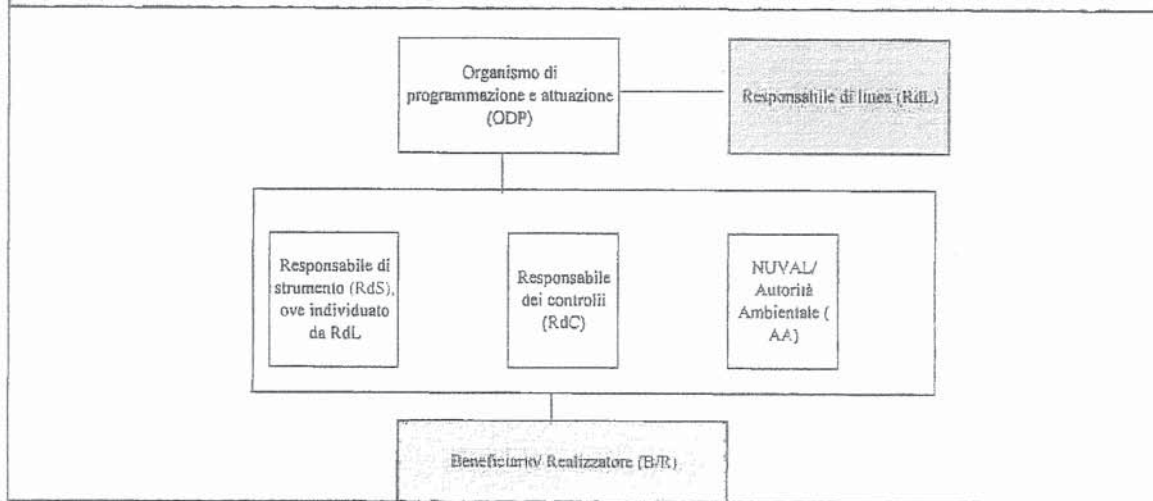 Organismo di
programmazione e attuazione
(ODP)
Responsabile di linea (RdL)
Responsabile di
strumento (RdS),
ove individuato
da RdL
Responsabile
dei controlli
(RdC)
NUVAL/
Autorità
Ambientale (
AA)
Beneficiario/ Realizzatore (B/R)